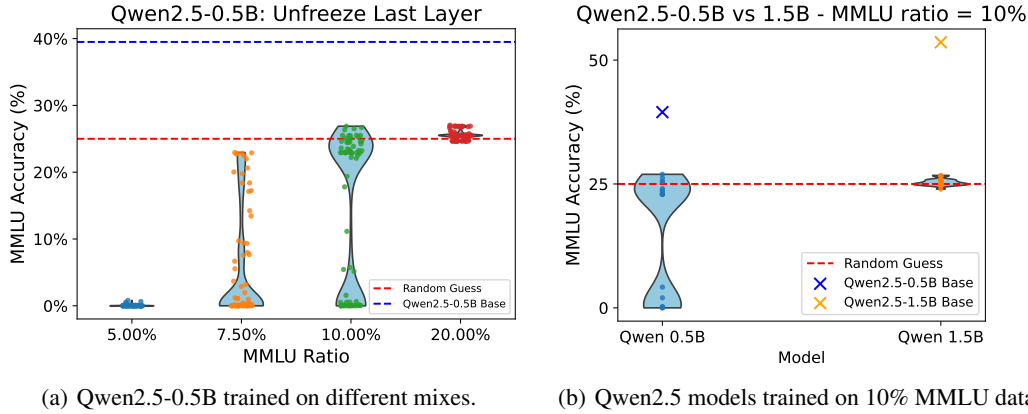 Qwen2.5-0.5B: Unfreeze Last Layer
40%
30%
20%
10%
0%
MMLU Accuracy (%)
Random Guess
Qwen2.5-0.5B Base
5.00% 7.50% 10.00% 20.00%
MMLU Ratio
(a) Qwen2.5-0.5B trained on different mixes.
Qwen2.5-0.5B vs 1.5B - MMLU ratio = 10%
50
25
0
MMLU Accuracy (%)
Random Guess
Qwen2.5-0.5B Base
Qwen2.5-1.5B Base
Qwen 0.5B Qwen 1.5B
Model
(b) Qwen2.5 models trained on 10% MMLU data